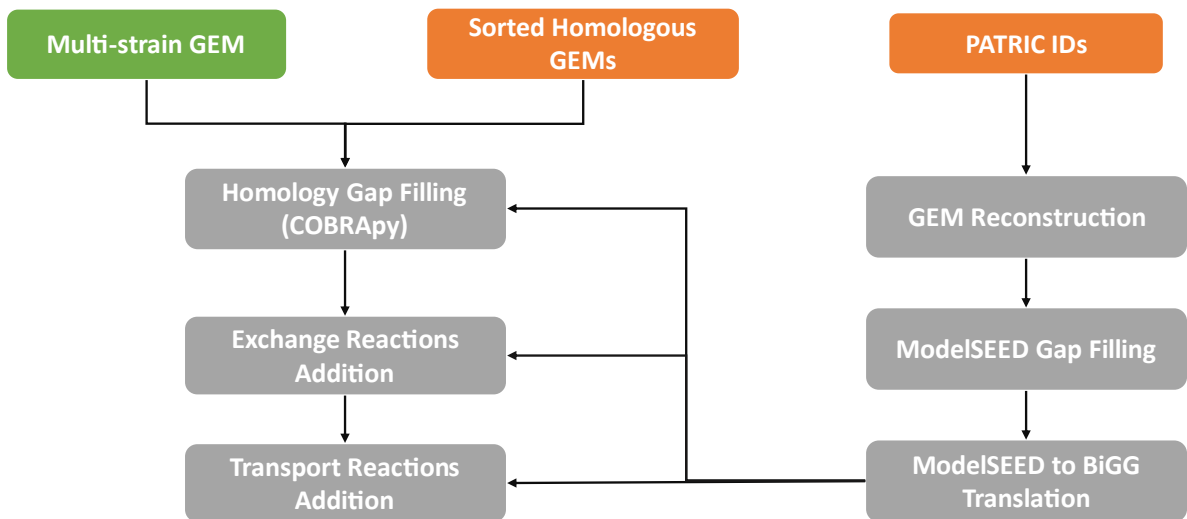 Multi-strain GEM
Sorted Homologous
GEMs
PATRIC IDs
Homology Gap Filling
(COBRApy)
GEM Reconstruction
Exchange Reactions
Addition
ModelSEED Gap Filling
Transport Reactions
Addition
ModelSEED to BiGG
Translation